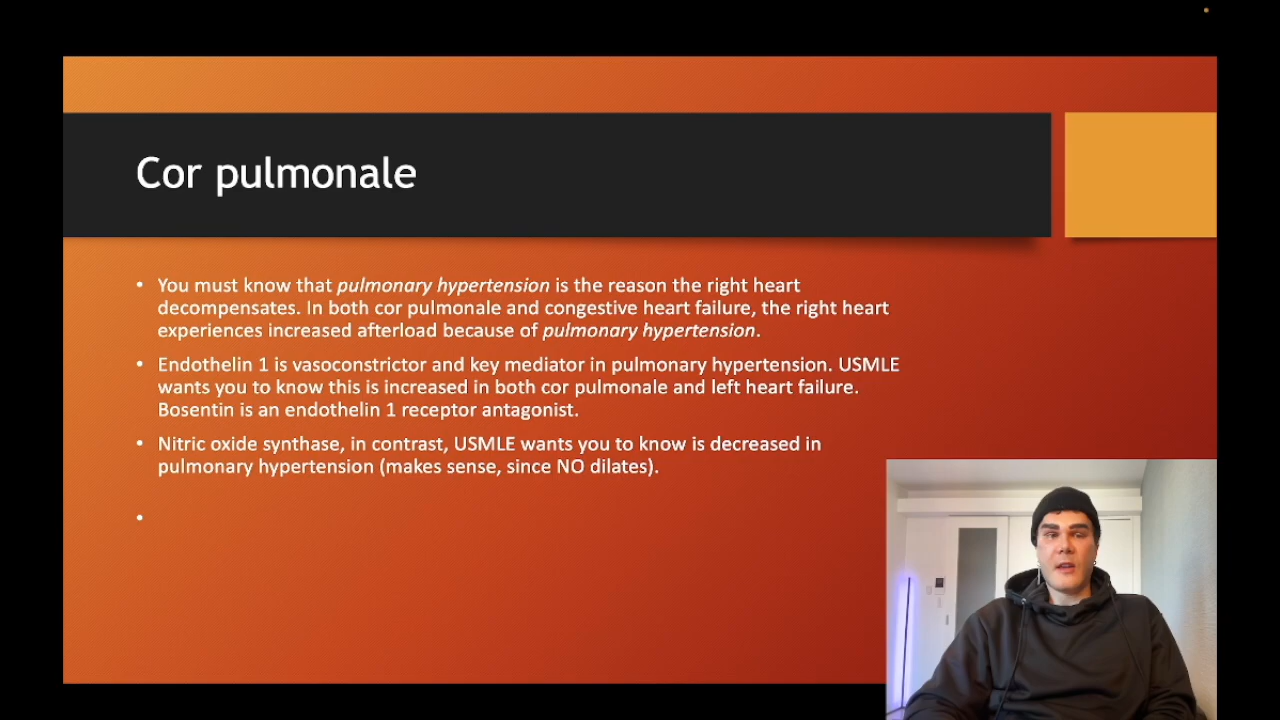 Cor pulmonale
• You must know that pulmonary hypertension is the reason the right heart
decompensates. In both cor pulmonale and congestive heart failure, the right heart
experiences increased afterload because of pulmonary hypertension.
• Endothelin 1 is vasoconstrictor and key mediator in pulmonary hypertension. USMLE
wants you to know this is increased in both cor pulmonale and left heart failure.
Bosentin is an endothelin 1 receptor antagonist.
• Nitric oxide synthase, in contrast, USMLE wants you to know is decreased in
pulmonary hypertension (makes sense, since NO dilates).
•